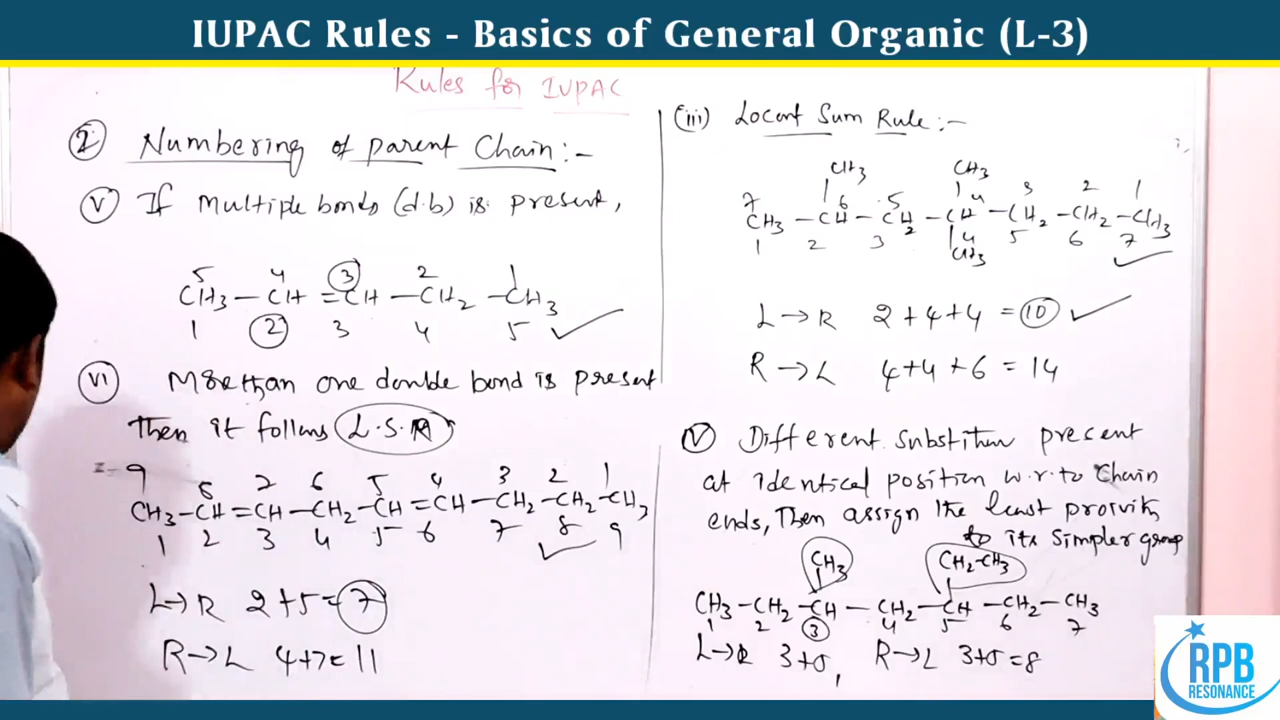 IUPAC Rules - Basics of General Organic (L-3)
Rules for IUPAC
2. Numbering of parent Chain:-
V If multiple bonds (d.b) is present,
5 4 3 2 1
CH3 - CH = CH - CH2 - CH3
1 2 3 4 5
VI More than one double bond is present
Then it follows L.S.R
9 8 7 6 5 4 3 2 1
CH3 - CH = CH - CH2 - CH = CH - CH2 - CH2 - CH3
1 2 3 4 5 6 7 8 9
L→R 2+5=7
R→L 4+7=11
(iii) Locant Sum Rule:-
CH3 CH3
7 6 5 4 3 2 1
CH3 - CH - CH2 - CH - CH2 - CH2 - CH3
1 2 3 4 5 6 7
CH3
L→R 2+4+4 = 10
R→L 4+4+6 = 14
V Different substitun present
at identical position w.r.to Chain
ends, Then assign the least
to its simpler group
CH3 CH2-CH3
CH3 - CH2 - CH - CH2 - CH - CH2 - CH3
1 2 3 4 5 6 7
L→R 3+5, R→L 3+5=8
RPB
RESONANCE